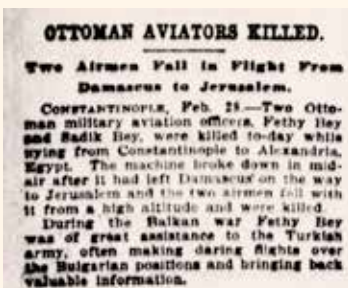 OTTOMAN AVIATORS KILLED.
Two Airmen Fall in Flight From
Damascus to Jerusalem.
CONSTANTINOPLE, Feb. 28.—Two Otto-
man military aviation officers, Fethy Bey
and Sadik Bey, were killed to-day while
flying from Constantinople to Alexandria,
Egypt. The machine broke down in mid-
air after it had left Damascus on the way
to Jerusalem and the two airmen fell with
it from a high altitude and were killed.
During the Balkan war Fethy Bey
was of great assistance to the Turkish
army, often making daring flights over
the Bulgarian positions and bringing back
valuable information.